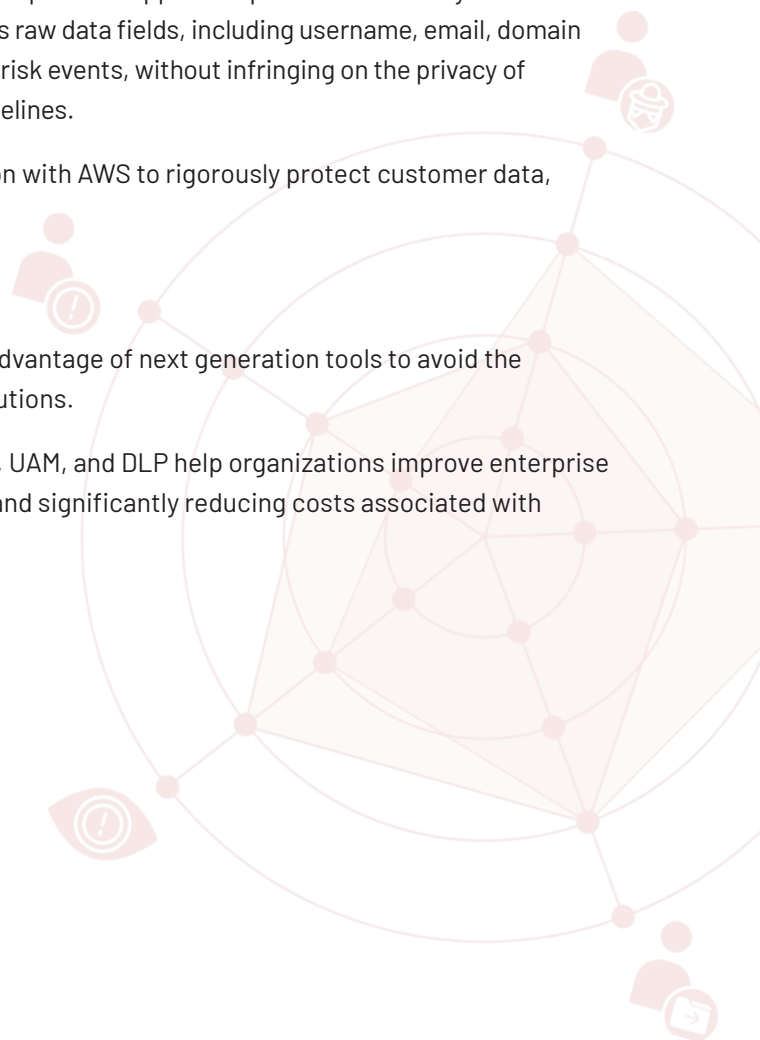 s raw data fields, including username, email, domain
risk events, without infringing on the privacy of
elines.
on with AWS to rigorously protect customer data,
dvantage of next generation tools to avoid the
utions.
, UAM, and DLP help organizations improve enterprise
and significantly reducing costs associated with